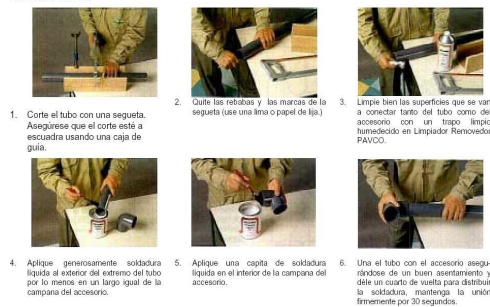 1. Corte el tubo con una segueta.
Asegúrese que el corte esté a
escuadra usando una caja de
guía.
2. Quite las rebabas y las marcas de la
segueta (use una lima o papel de lija.)
3. Limpie bien las superficies que se van
a conectar tanto del tubo como del
accesorio con un trapo limpio
humedecido en Limpiador Removedor
PAVCO.
4. Aplique generosamente soldadura
líquida al exterior del extremo del tubo
por lo menos en un largo igual de la
campana del accesorio.
5. Aplique una capita de soldadura
líquida en el interior de la campana del
accesorio.
6. Una el tubo con el accesorio asegu-
rándose de un buen asentamiento y
déle un cuarto de vuelta para distribuir
la soldadura, mantenga la unión
firmemente por 30 segundos.